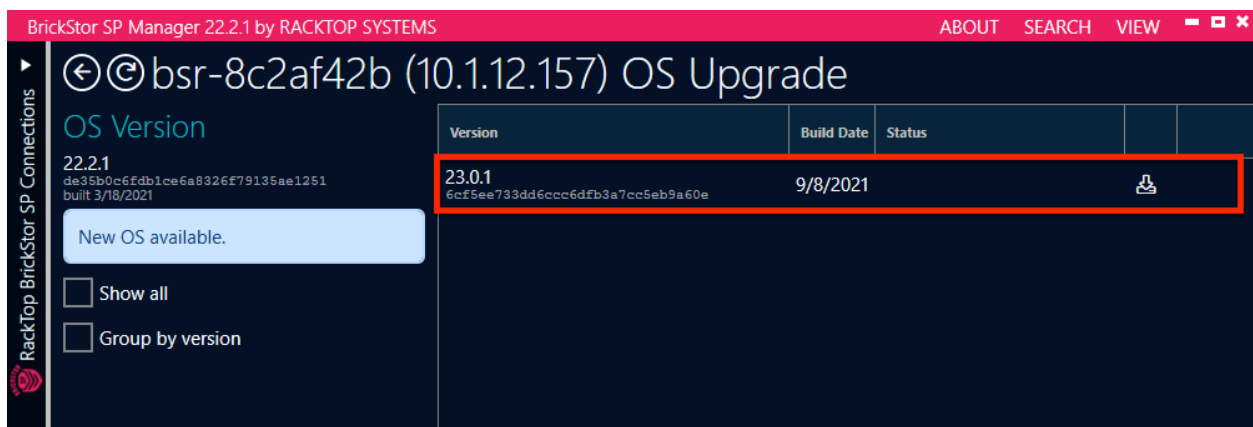 BrickStor SP Manager 22.2.1 by RACKTOP SYSTEMS
ABOUT SEARCH VIEW
bsr-8c2af42b (10.1.12.157) OS Upgrade
RackTop BrickStor SP Connections
OS Version
22.2.1
de35b0c6fdb1ce6a8326f79135ae1251
built 3/18/2021
New OS available.
Show all
Group by version
Version Build Date Status
23.0.1 9/8/2021
6cf5ee733dd6ccc6dfb3a7cc5eb9a60e